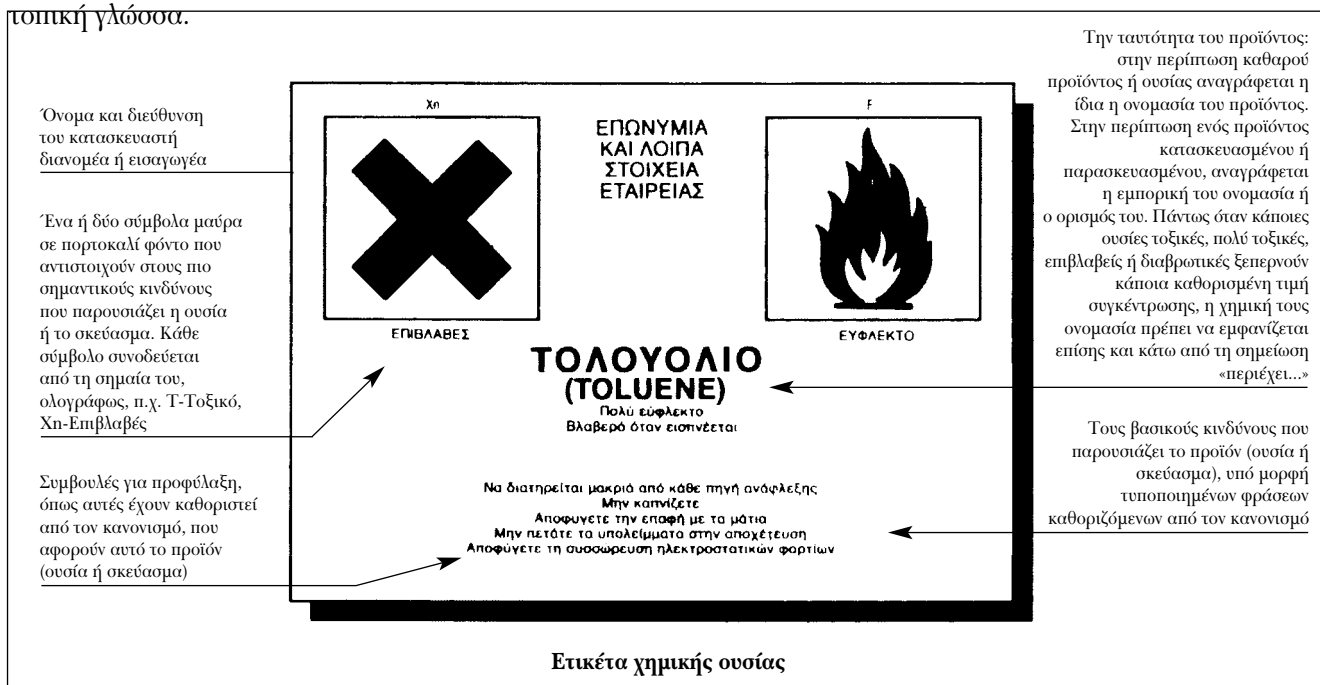 τοπική γλώσσα.
Όνομα και διεύθυνση
του κατασκευαστή
διανομέα ή εισαγωγέα
Ένα ή δύο σύμβολα μαύρα
σε πορτοκαλί φόντο που
αντιστοιχούν στους πιο
σημαντικούς κινδύνους
που παρουσιάζει η ουσία
ή το σκεύασμα. Κάθε
σύμβολο συνοδεύεται
από τη σημαία του,
ολογράφως, π.χ. Τ-Τοξικό,
Xn-Επιβλαβές
Συμβουλές για προφύλαξη,
όπως αυτές έχουν καθοριστεί
από τον κανονισμό, που
αφορούν αυτό το προϊόν
(ουσία ή σκεύασμα)
Xn
ΕΠΙΒΛΑΒΕΣ
ΕΠΩΝΥΜΙΑ
ΚΑΙ ΛΟΙΠΑ
ΣΤΟΙΧΕΙΑ
ΕΤΑΙΡΕΙΑΣ
F
ΕΥΦΛΕΚΤΟ
ΤΟΛΟΥΟΛΙΟ
(TOLUENE)
Πολύ εύφλεκτο
Βλαβερό όταν εισπνέεται
Να διατηρείται μακριά από κάθε πηγή ανάφλεξης
Μην καπνίζετε
Αποφυγετε την επαφή με τα μάτια
Μην πετάτε τα υπολείμματα στην αποχέτευση
Αποφύγετε τη συσσώρευση ηλεκτροστατικών φορτίων
Την ταυτότητα του προϊόντος:
στην περίπτωση καθαρού
προϊόντος ή ουσίας αναγράφεται η
ίδια η ονομασία του προϊόντος.
Στην περίπτωση ενός προϊόντος
κατασκευασμένου ή
παρασκευασμένου, αναγράφεται
η εμπορική του ονομασία ή
ο ορισμός του. Πάντως όταν κάποιες
ουσίες τοξικές, πολύ τοξικές,
επιβλαβείς ή διαβρωτικές ξεπερνούν
κάποια καθορισμένη τιμή
συγκέντρωσης, η χημική τους
ονομασία πρέπει να εμφανίζεται
επίσης και κάτω από τη σημείωση
«περιέχει...»
Τους βασικούς κινδύνους που
παρουσιάζει το προϊόν (ουσία ή
σκεύασμα), υπό μορφή
τυποποιημένων φράσεων
καθοριζόμενων από τον κανονισμό
Ετικέτα χημικής ουσίας